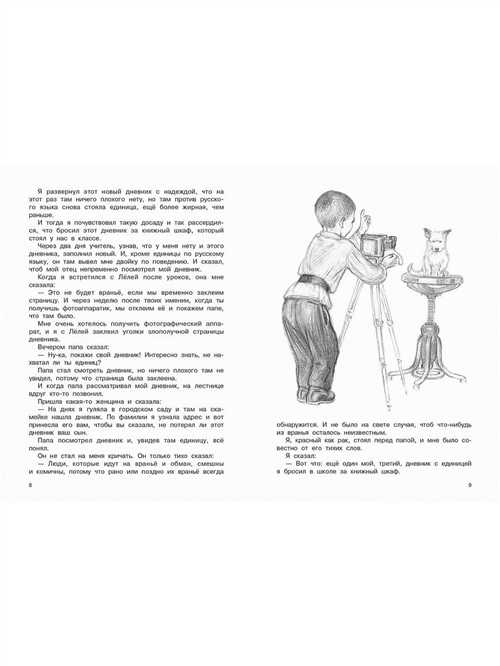 Я развернул этот новый дневник с надеждой, что на
этот раз там ничего плохого нету, но там против русско-
го языка снова стояла единица, ещё более жирная, чем
раньше.
И тогда я почувствовал такую досаду и так рассердил-
ся, что бросил этот дневник за книжный шкаф, который
стоял у нас в классе.
Через два дня учитель, узнав, что у меня нету и этого
дневника, заполнил новый. И, кроме единицы по русскому
языку, он там вывел мне двойку по поведению. И сказал,
чтоб мой отец непременно посмотрел мой дневник.
Когда я встретился с Лёлей после уроков, она мне
сказала:
— Это не будет враньё, если мы временно заклеим
страницу. И через неделю после твоих именин, когда ты
получишь фотоаппаратик, мы отклеим её и покажем папе,
что там было.
Мне очень хотелось получить фотографический аппа-
рат, и я с Лёлей заклеил уголки злополучной страницы
дневника.
Вечером папа сказал:
— Ну-ка, покажи свой дневник! Интересно знать, не на-
хватал ли ты единиц?
Папа стал смотреть дневник, но ничего плохого там не
увидел, потому что страница была заклеена.
И когда папа рассматривал мой дневник, на лестнице
вдруг кто-то позвонил.
Пришла какая-то женщина и сказала:
— На днях я гуляла в городском саду и там на ска-
мейке нашла дневник. По фамилии я узнала адрес и вот
принесла его вам, чтобы вы сказали, не потерял ли этот
дневник ваш сын.
Папа посмотрел дневник и, увидев там единицу, всё
понял.
Он не стал на меня кричать. Он только тихо сказал:
— Люди, которые идут на враньё и обман, смешны
и комичны, потому что рано или поздно их враньё всегда
8
обнаружится. И не было на свете случая, чтоб что-нибудь
из вранья осталось неизвестным.
Я, красный как рак, стоял перед папой, и мне было со-
вестно от его тихих слов.
Я сказал:
— Вот что: ещё один мой, третий, дневник с единицей
я бросил в школе за книжный шкаф.
9